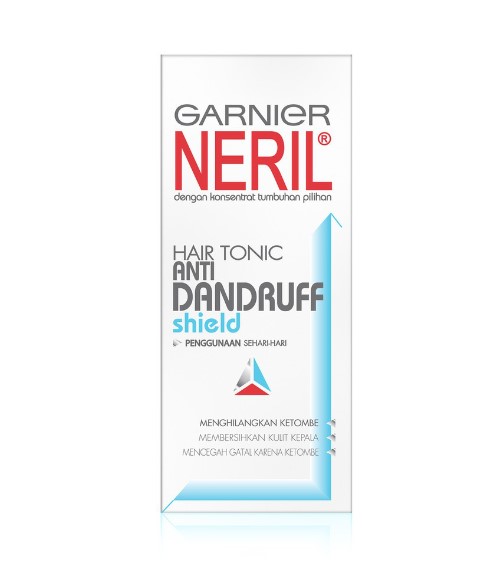 GARNIER
NERIL®
dengan konsentrat tumbuhan pilihan
HAIR TONIC
ANTI
DANDRUFF
shield
PENGGUNAAN SEHARI-HARI
MENGHILANGKAN KETOMBE
MEMBERSIHKAN KULIT KEPALA
MENCEGAH GATAL KARENA KETOMBE